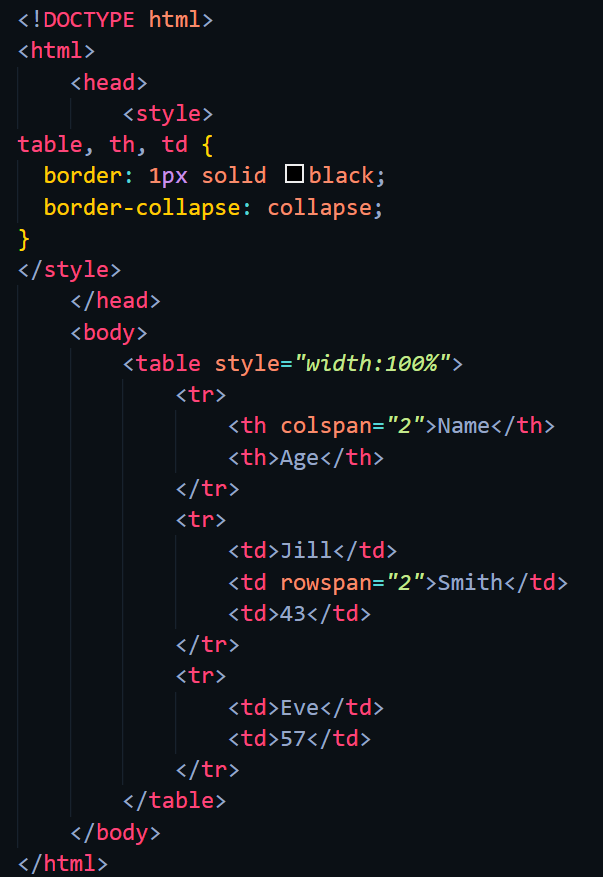 <!DOCTYPE html>
<html>
    <head>
        <style>
table, th, td {
  border: 1px solid black;
  border-collapse: collapse;
}
</style>
    </head>
    <body>
        <table style="width:100%">
            <tr>
                <th colspan="2">Name</th>
                <th>Age</th>
            </tr>
            <tr>
                <td>Jill</td>
                <td rowspan="2">Smith</td>
                <td>43</td>
            </tr>
            <tr>
                <td>Eve</td>
                <td>57</td>
            </tr>
        </table>
    </body>
</html>